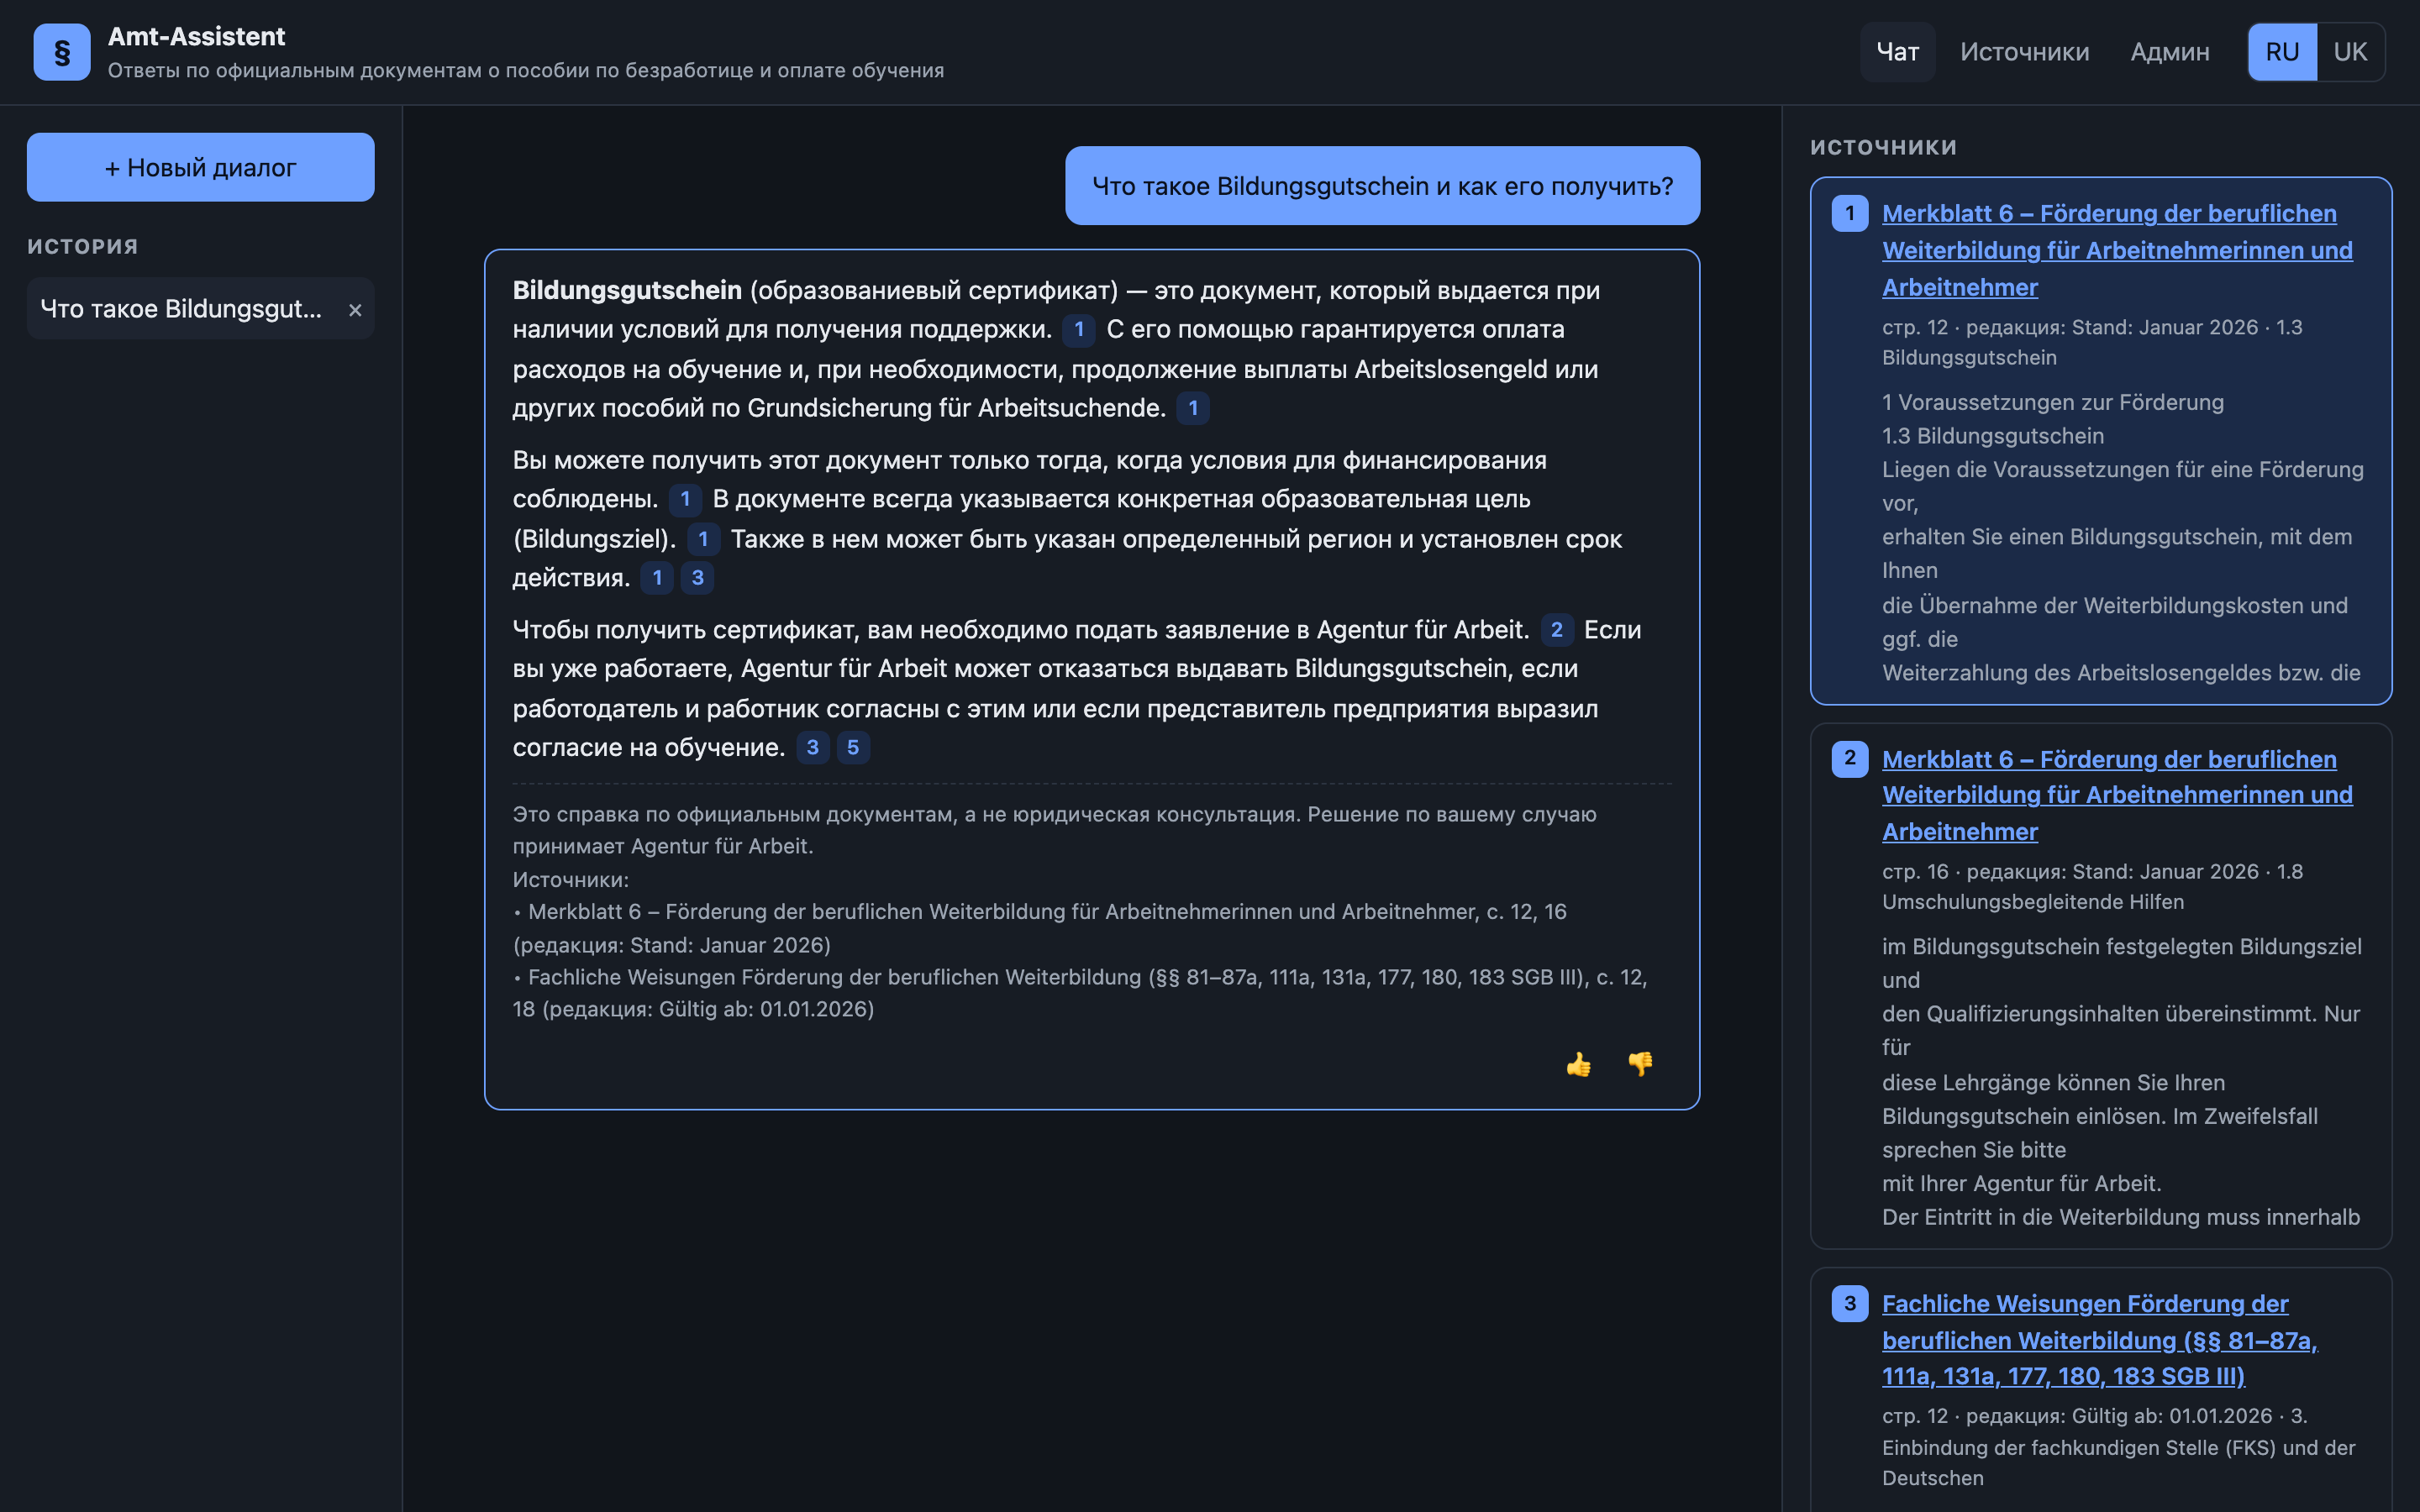 §
Amt-Assistent
Ответы по официальным документам о пособии по безработице и оплате обучения
Чат
Источники
Админ
RU
UK
+ Новый диалог
ИСТОРИЯ
Что такое Bildungsgut... ×
Что такое Bildungsgutschein и как его получить?
Bildungsgutschein (образованиевый сертификат) — это документ, который выдается при
наличии условий для получения поддержки. 1 С его помощью гарантируется оплата
расходов на обучение и, при необходимости, продолжение выплаты Arbeitslosengeld или
других пособий по Grundsicherung für Arbeitsuchende. 1
Вы можете получить этот документ только тогда, когда условия для финансирования
соблюдены. 1 В документе всегда указывается конкретная образовательная цель
(Bildungsziel). 1 Также в нем может быть указан определенный регион и установлен срок
действия. 1 3
Чтобы получить сертификат, вам необходимо подать заявление в Agentur für Arbeit. 2 Если
вы уже работаете, Agentur für Arbeit может отказаться выдавать Bildungsgutschein, если
работодатель и работник согласны с этим или если представитель предприятия выразил
согласие на обучение. 3 5
Это справка по официальным документам, а не юридическая консультация. Решение по вашему случаю
принимает Agentur für Arbeit.
Источники:
• Merkblatt 6 – Förderung der beruflichen Weiterbildung für Arbeitnehmerinnen und Arbeitnehmer, с. 12, 16
(редакция: Stand: Januar 2026)
• Fachliche Weisungen Förderung der beruflichen Weiterbildung (§§ 81–87a, 111a, 131a, 177, 180, 183 SGB III), с. 12,
18 (редакция: Gültig ab: 01.01.2026)
ИСТОЧНИКИ
1 Merkblatt 6 – Förderung der beruflichen
Weiterbildung für Arbeitnehmerinnen und
Arbeitnehmer
стр. 12 · редакция: Stand: Januar 2026 · 1.3
Bildungsgutschein
1 Voraussetzungen zur Förderung
1.3 Bildungsgutschein
Liegen die Voraussetzungen für eine Förderung
vor,
erhalten Sie einen Bildungsgutschein, mit dem
Ihnen
die Übernahme der Weiterbildungskosten und
ggf. die
Weiterzahlung des Arbeitslosengeldes bzw. die
2 Merkblatt 6 – Förderung der beruflichen
Weiterbildung für Arbeitnehmerinnen und
Arbeitnehmer
стр. 16 · редакция: Stand: Januar 2026 · 1.8
Umschulungsbegleitende Hilfen
im Bildungsgutschein festgelegten Bildungsziel
und
den Qualifizierungsinhalten übereinstimmt. Nur
für
diese Lehrgänge können Sie Ihren
Bildungsgutschein einlösen. Im Zweifelsfall
sprechen Sie bitte
mit Ihrer Agentur für Arbeit.
Der Eintritt in die Weiterbildung muss innerhalb
3 Fachliche Weisungen Förderung der
beruflichen Weiterbildung (§§ 81–87a,
111a, 131a, 177, 180, 183 SGB III)
стр. 12 · редакция: Gültig ab: 01.01.2026 · 3.
Einbindung der fachkundigen Stelle (FKS) und der
Deutschen